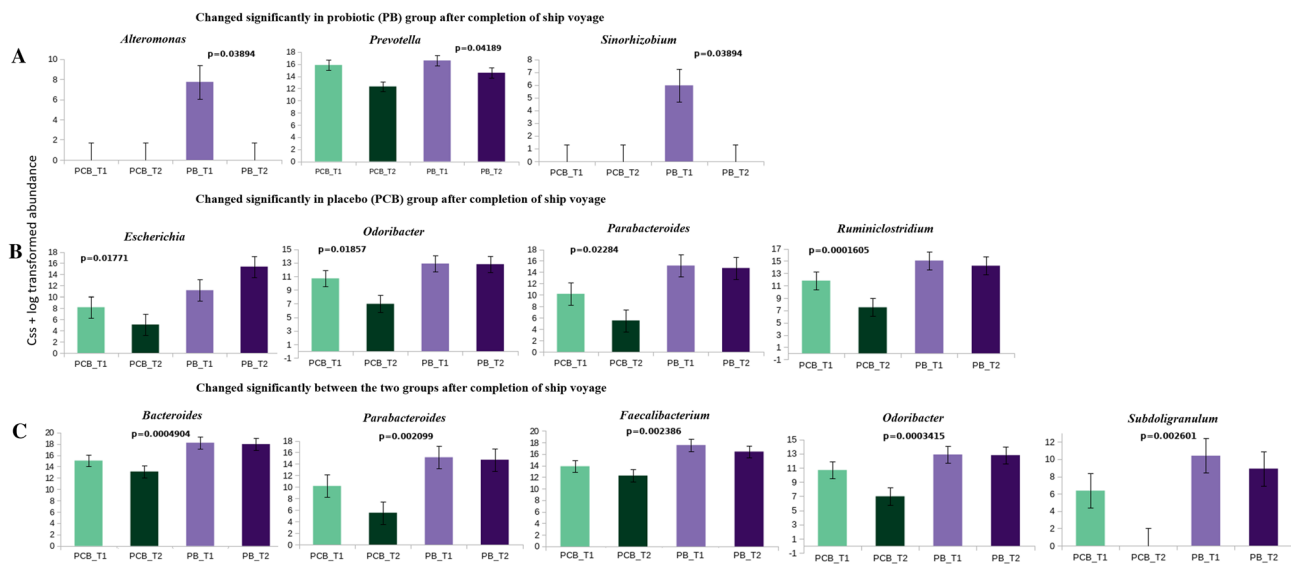 Changed significantly in probiotic (PB) group after completion of ship voyage
A
Css + log transformed abundance
Alteromonas
p=0.03894
10
8
6
4
2
0
PCB_T1 PCB_T2 PB_T1 PB_T2
Prevotella
p=0.04189
18
16
14
12
10
8
6
4
2
0
PCB_T1 PCB_T2 PB_T1 PB_T2
Sinorhizobium
p=0.03894
8
7
6
5
4
3
2
1
0
PCB_T1 PCB_T2 PB_T1 PB_T2
Changed significantly in placebo (PCB) group after completion of ship voyage
B
Escherichia
p=0.01771
18
16
14
12
10
8
6
4
2
0
PCB_T1 PCB_T2 PB_T1 PB_T2
Odoribacter
p=0.01857
15
13
11
9
7
5
3
1
-1
PCB_T1 PCB_T2 PB_T1 PB_T2
Parabacteroides
p=0.02284
18
16
14
12
10
8
6
4
2
0
PCB_T1 PCB_T2 PB_T1 PB_T2
Ruminiclostridium
p=0.0001605
17
15
13
11
9
7
5
3
1
-1
PCB_T1 PCB_T2 PB_T1 PB_T2
Changed significantly between the two groups after completion of ship voyage
C
Bacteroides
p=0.0004904
20
18
16
14
12
10
8
6
4
2
0
PCB_T1 PCB_T2 PB_T1 PB_T2
Parabacteroides
p=0.002099
18
16
14
12
10
8
6
4
2
0
PCB_T1 PCB_T2 PB_T1 PB_T2
Faecalibacterium
p=0.002386
20
18
16
14
12
10
8
6
4
2
0
PCB_T1 PCB_T2 PB_T1 PB_T2
Odoribacter
p=0.0003415
15
13
11
9
7
5
3
1
-1
PCB_T1 PCB_T2 PB_T1 PB_T2
Subdoligranulum
p=0.002601
12
10
8
6
4
2
0
PCB_T1 PCB_T2 PB_T1 PB_T2